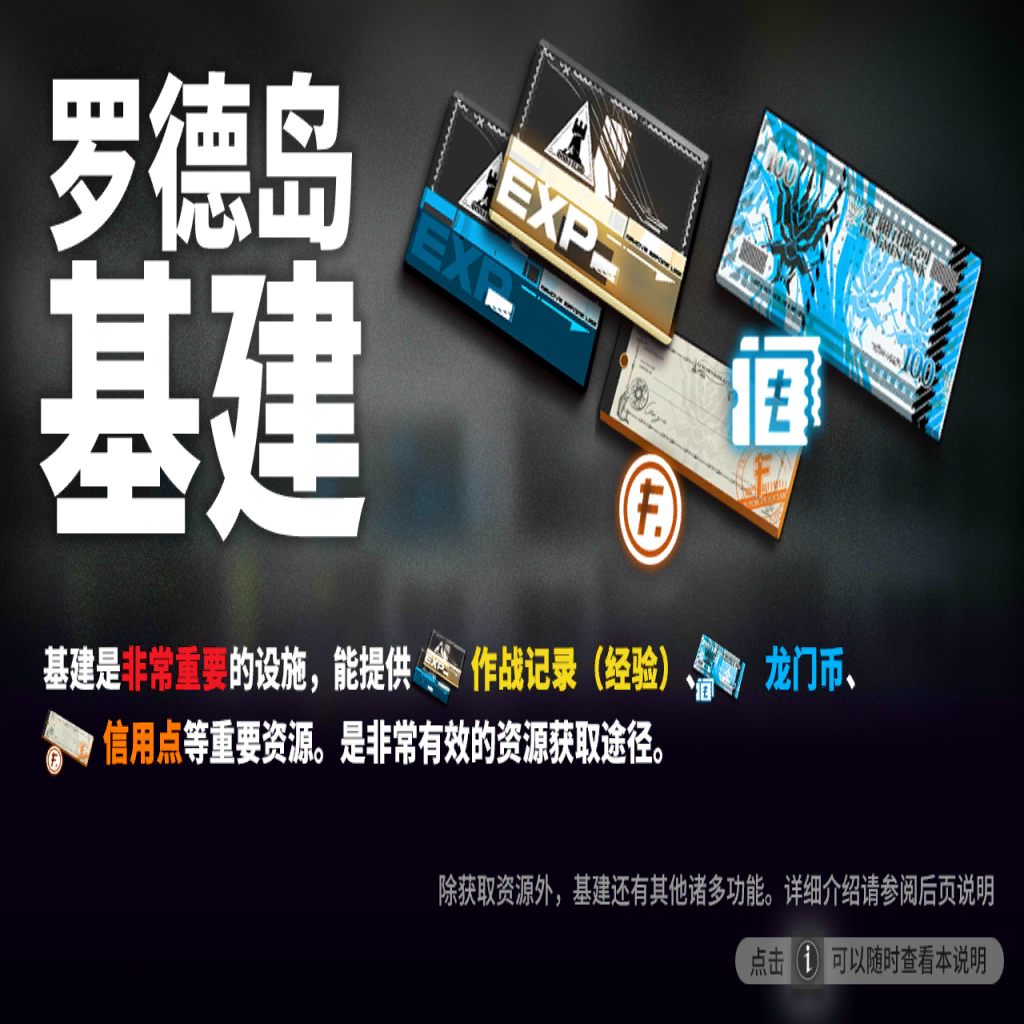 罗德岛
基建
EXP
EXP
100
100
基建是非常重要的设施，能提供 作战记录（经验）、 龙门币、
信用点等重要资源。是非常有效的资源获取途径。
除获取资源外，基建还有其他诸多功能。详细介绍请参阅后页说明
点击 i 可以随时查看本说明